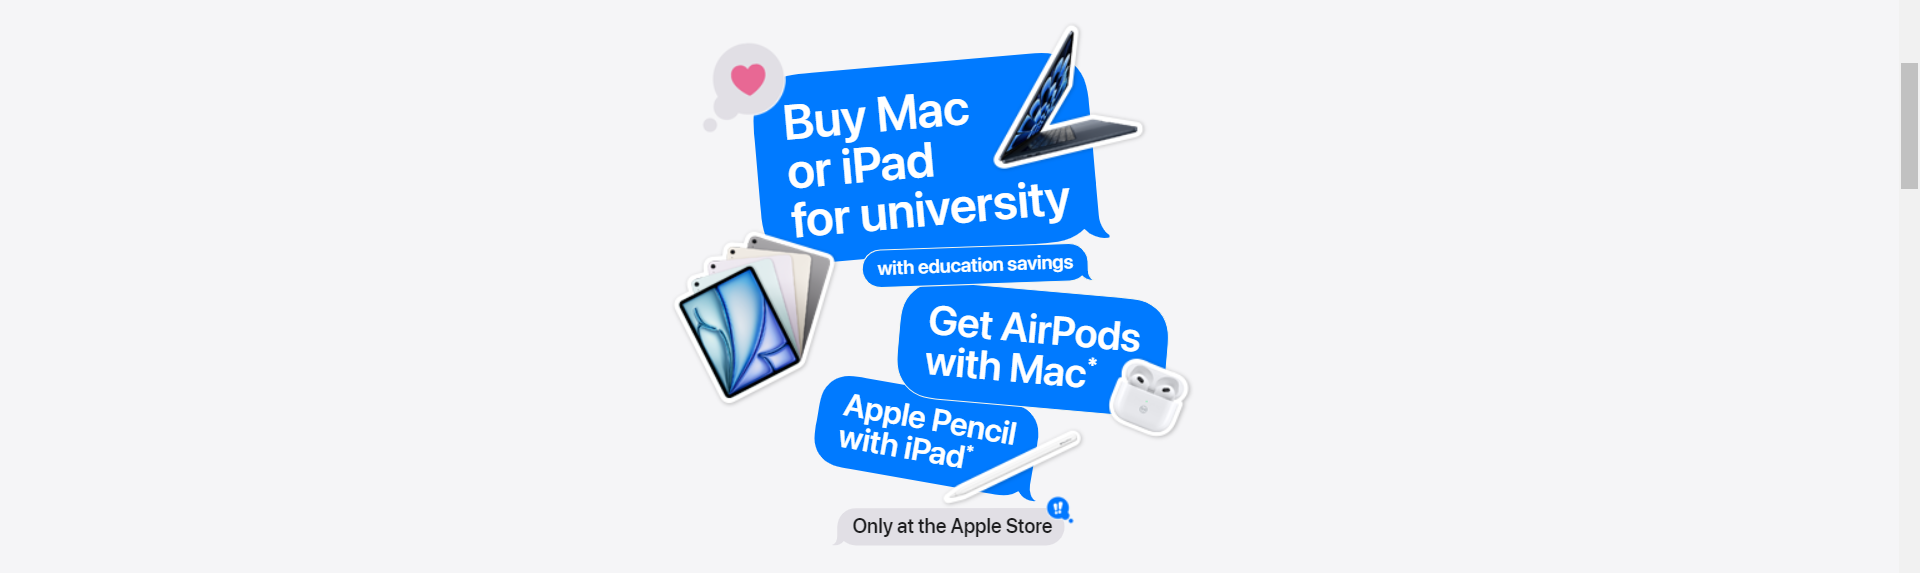 Buy Mac
or iPad
for university
with education savings
Get AirPods
with Mac*
Apple Pencil
with iPad*
!!
Only at the Apple Store